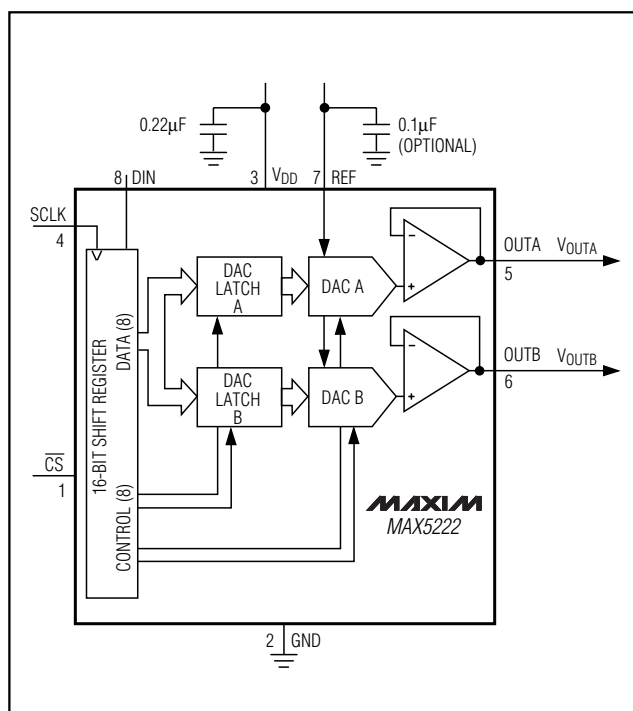 0.22µF
0.1µF
(OPTIONAL)
8 DIN
3 VDD
7 REF
SCLK
4
OUTA VOUTA
5
DAC
LATCH
A
DAC A
OUTB VOUTB
6
DAC
LATCH
B
DAC B
16-BIT SHIFT REGISTER
DATA (8)
CONTROL (8)
CS
1
MAXIM
MAX5222
2 GND